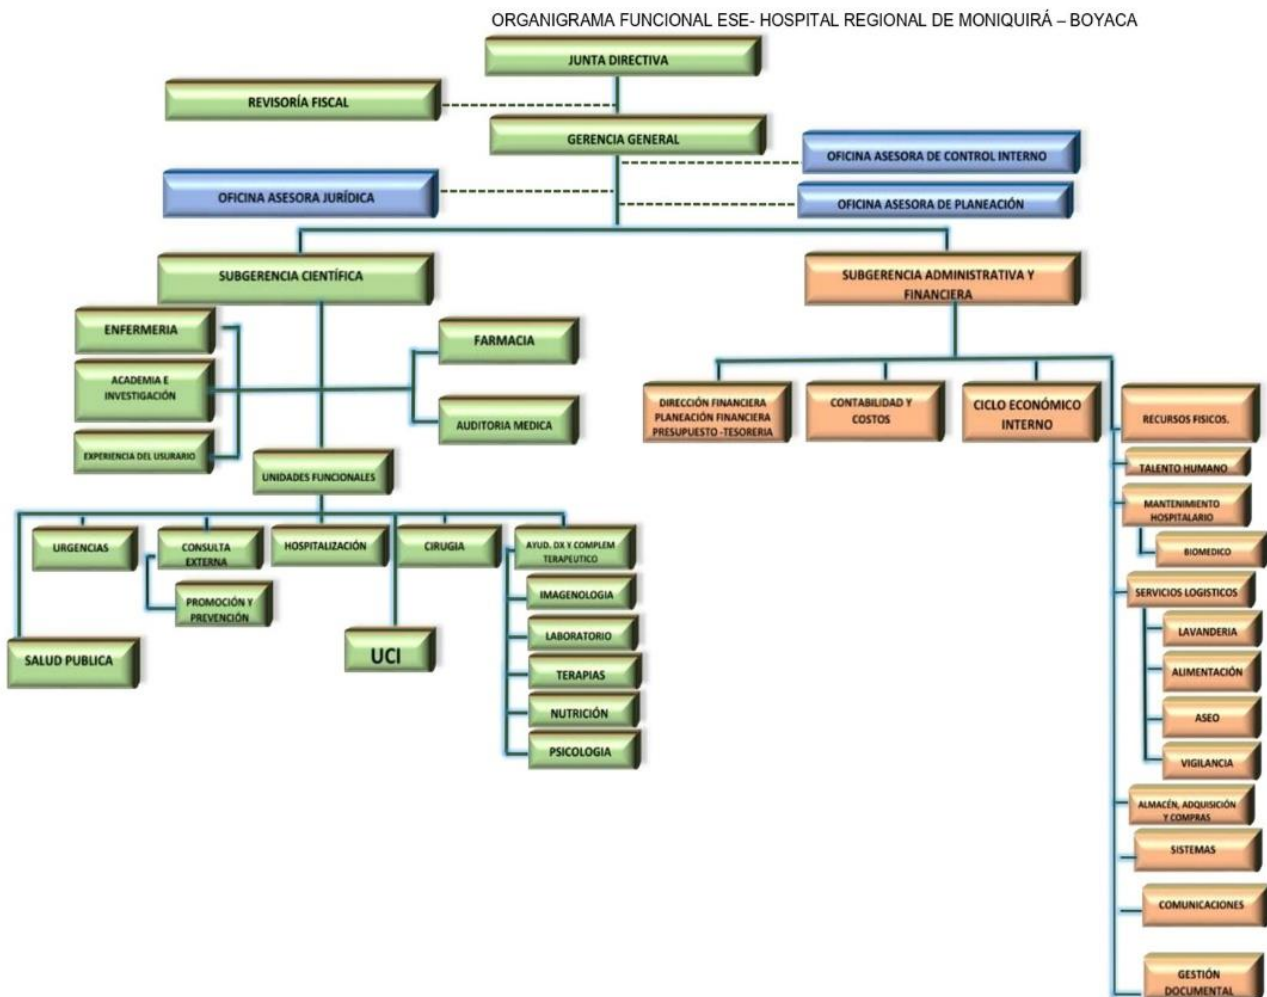 ORGANIGRAMA FUNCIONAL ESE- HOSPITAL REGIONAL DE MONIQUIRÁ – BOYACA
JUNTA DIRECTIVA
REVISORÍA FISCAL
GERENCIA GENERAL
OFICINA ASESORA DE CONTROL INTERNO
OFICINA ASESORA JURÍDICA
OFICINA ASESORA DE PLANEACIÓN
SUBGERENCIA CIENTÍFICA
SUBGERENCIA ADMINISTRATIVA Y
FINANCIERA
ENFERMERIA
ACADEMIA E
INVESTIGACIÓN
EXPERIENCIA DEL USURARIO
FARMACIA
AUDITORIA MEDICA
UNIDADES FUNCIONALES
URGENCIAS
CONSULTA
EXTERNA
PROMOCIÓN Y
PREVENCIÓN
HOSPITALIZACIÓN
CIRUGIA
AYUD. DX Y COMPLEM
TERAPEUTICO
IMAGENOLOGIA
LABORATORIO
TERAPIAS
NUTRICIÓN
PSICOLOGIA
SALUD PUBLICA
UCI
DIRECCIÓN FINANCIERA
PLANEACIÓN FINANCIERA
PRESUPUESTO -TESORERIA
CONTABILIDAD Y
COSTOS
CICLO ECONÓMICO
INTERNO
RECURSOS FISICOS.
TALENTO HUMANO
MANTENIMIENTO
HOSPITALARIO
BIOMEDICO
SERVICIOS LOGISTICOS
LAVANDERIA
ALIMENTACIÓN
ASEO
VIGILANCIA
ALMACÉN, ADQUISICIÓN
Y COMPRAS
SISTEMAS
COMUNICACIONES
GESTIÓN
DOCUMENTAL